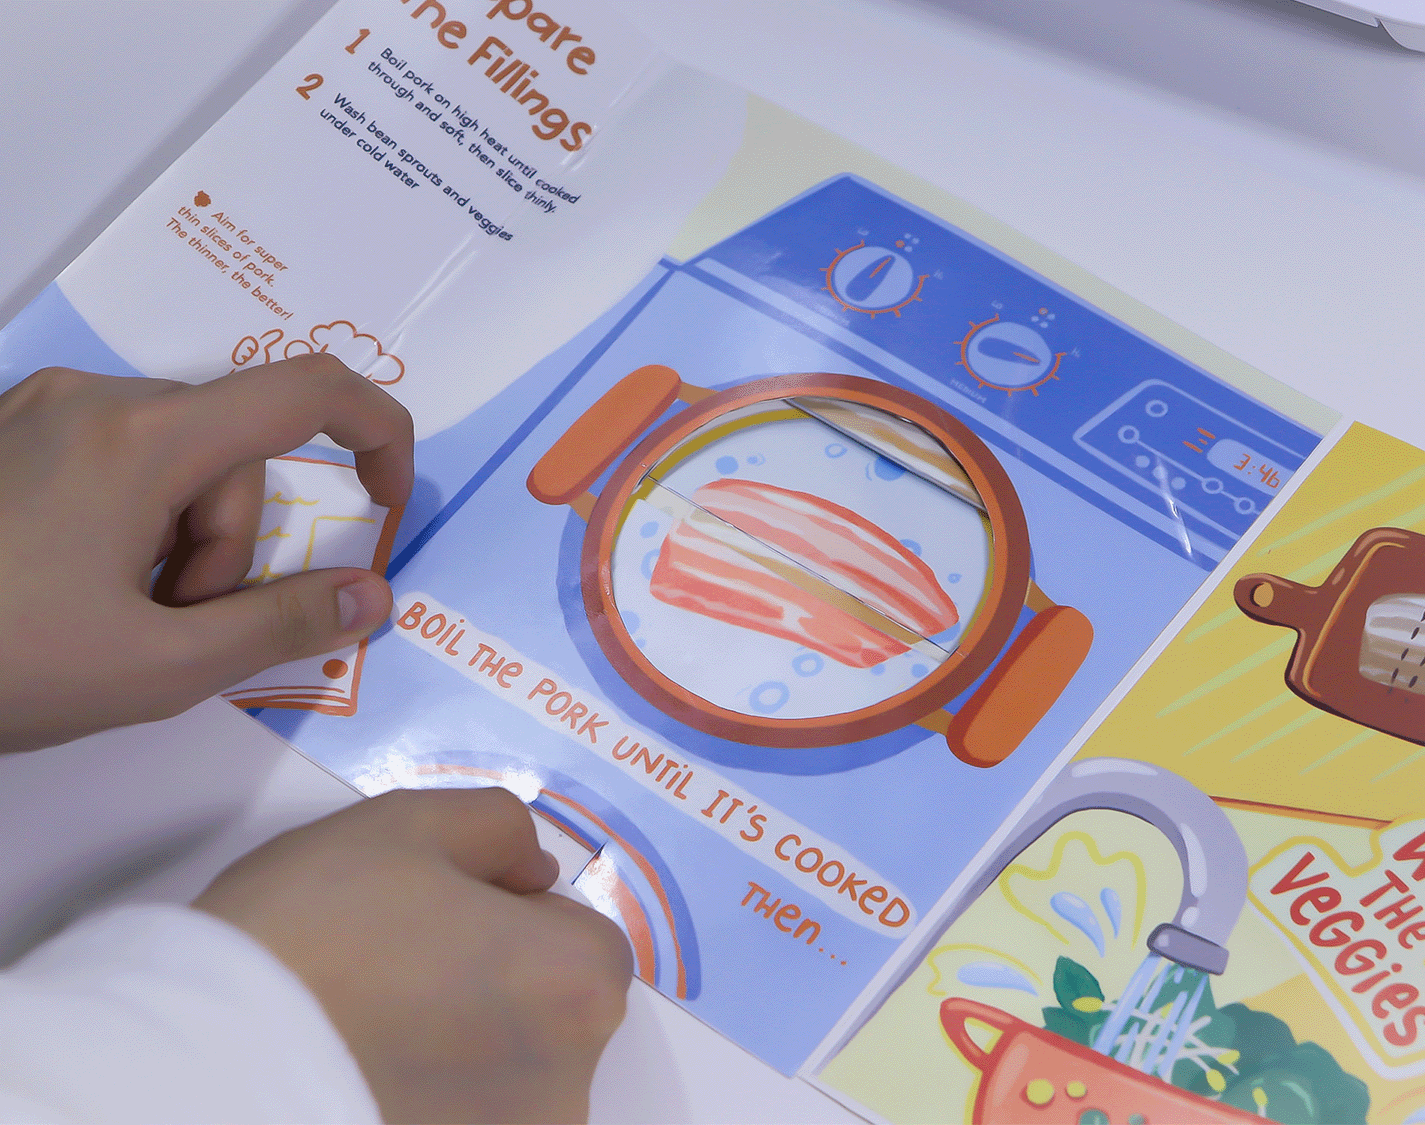 the Fillings
1 Boil pork on high heat until cooked
through and soft, then slice thinly.
2 Wash bean sprouts and veggies
under cold water
Aim for super
thin slices of pork.
The thinner, the better!
MEDIUM
3:46
BOIL THE PORK UNTIL IT'S COOKED
THEN...
THE
VEGGIES